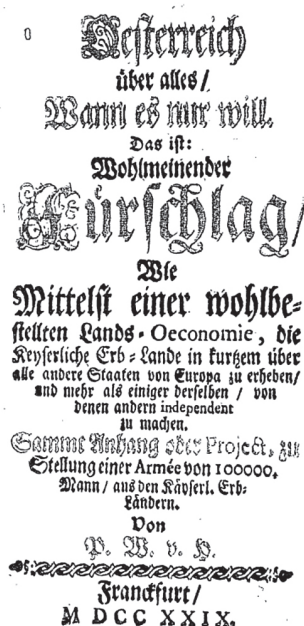 Oesterreich
über alles /
Wann es nur will.
Das ist:
Wohlmeinender
Fürschlag /
Wie
Mittelst einer wohlbe-
stellten Lands-Oeconomie, die
Keyserliche Erb-Lande in kurtzem über
alle andere Staaten von Europa zu erheben /
und mehr als einiger derselben / von
denen andern independent
zu machen.
Sammt Anhang oder Project, zu
Stellung einer Armée von 100000.
Mann / aus den Käyserl. Erb-
Ländern.
Von
P. W. v. H.
Franckfurt /
M DCC XXIX.